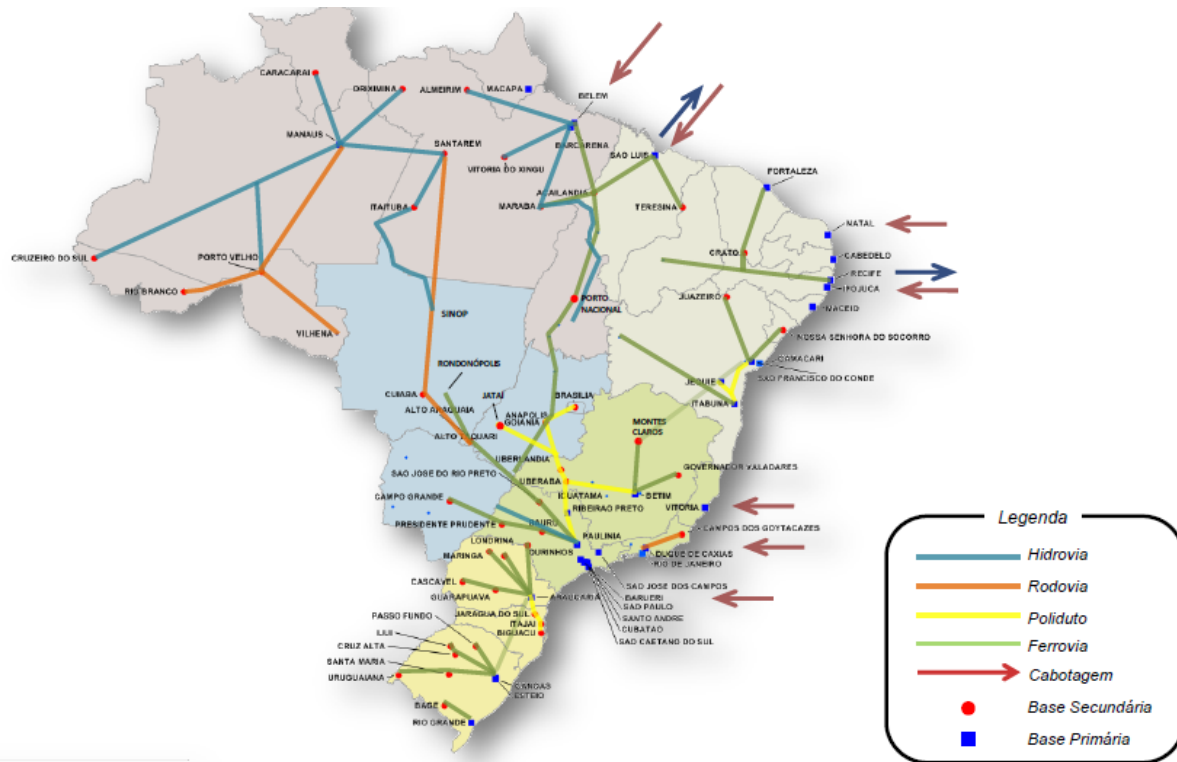 CARACARAI
ORIXIMINA
ALMEIRIM
MACAPA
BELEM
MANAUS
SANTAREM
BARCARENA
SAO LUIS
VITORIA DO XINGU
FORTALEZA
ACAILANDIA
ITAITUBA
MARABA
TERESINA
NATAL
CRUZEIRO DO SUL
PORTO VELHO
CRATO
CABEDELO
RECIFE
RIO BRANCO
IPOJUCA
PORTO
NACIONAL
JUAZEIRO
MACEIO
SINOP
VILHENA
NOSSA SENHORA DO SOCORRO
RONDONÓPOLIS
CAMACARI
SAO FRANCISCO DO CONDE
JEQUIE
CUIABA
JATAÍ
BRASILIA
ITABUNA
ALTO ARAQUAIA
ANAPOLIS
GOIANIA
MONTES
CLAROS
ALTO TAQUARI
UBERLANDIA
SAO JOSE DO RIO PRETO
GOVERNADOR VALADARES
UBERABA
CAMPO GRANDE
IGUATAMA
BETIM
RIBEIRAO PRETO
VITORIA
PRESIDENTE PRUDENTE
BAURU
CAMPOS DOS GOYTACAZES
LONDRINA
PAULINIA
MARINGA
OURINHOS
DUQUE DE CAXIAS
RIO DE JANEIRO
CASCAVEL
SAO JOSE DOS CAMPOS
GUARAPUAVA
ARAUCARIA
BARUERI
SAO PAULO
PASSO FUNDO
JARAGUA DO SUL
SANTO ANDRE
ITAJAI
CUBATAO
IJUI
BIGUACU
SAO CAETANO DO SUL
CRUZ ALTA
SANTA MARIA
URUGUAIANA
CANOAS
ESTEIO
BAGE
RIO GRANDE
Legenda
Hidrovia
Rodovia
Poliduto
Ferrovia
Cabotagem
Base Secundária
Base Primária